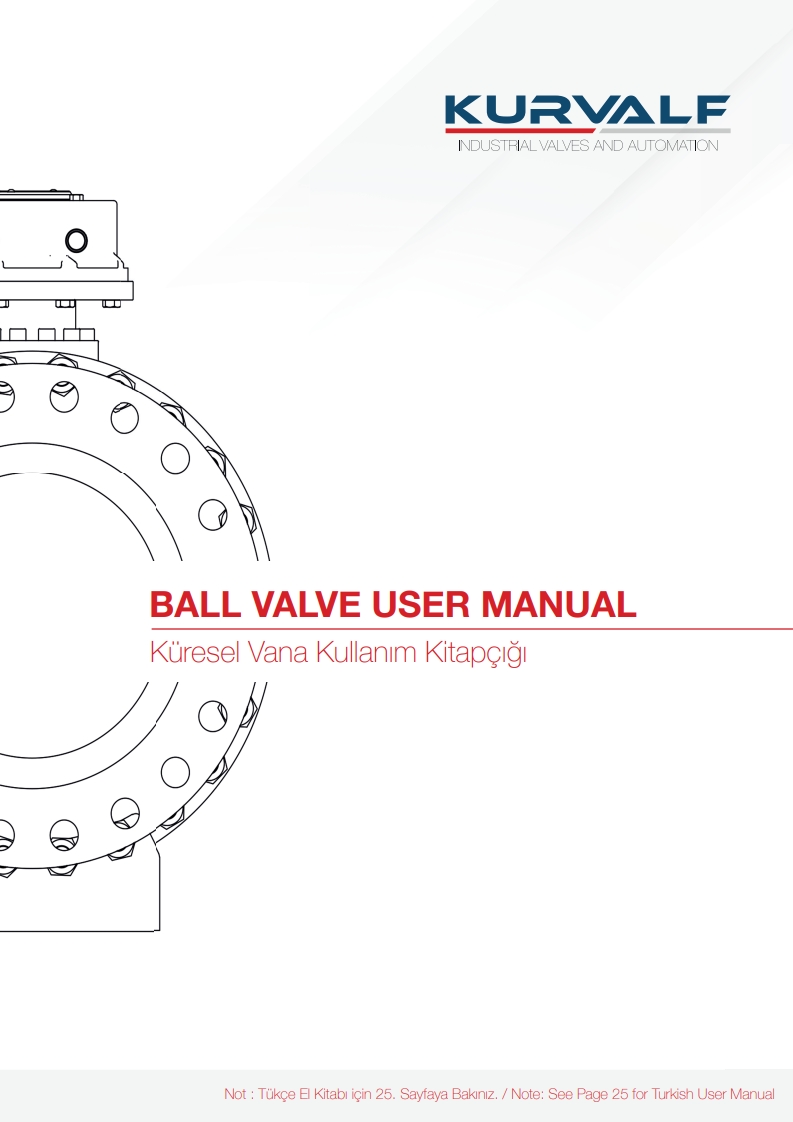 KURVALF
INDUSTRIAL VALVES AND AUTOMATION
BALL VALVE USER MANUAL
Küresel Vana Kullanım Kitapçığı
Not : Tükçe El Kitabı için 25. Sayfaya Bakınız. / Note: See Page 25 for Turkish User Manual